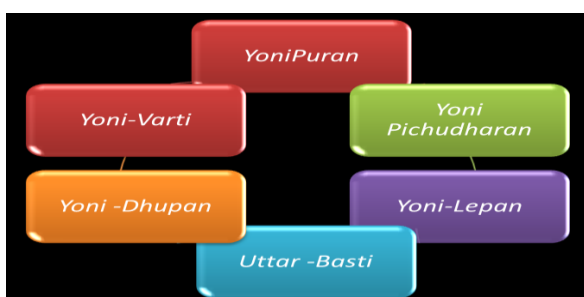 YoniPuran
Yoni-Varti
Yoni
Pichudharan
Yoni -Dhupan
Yoni-Lepan
Uttar -Basti